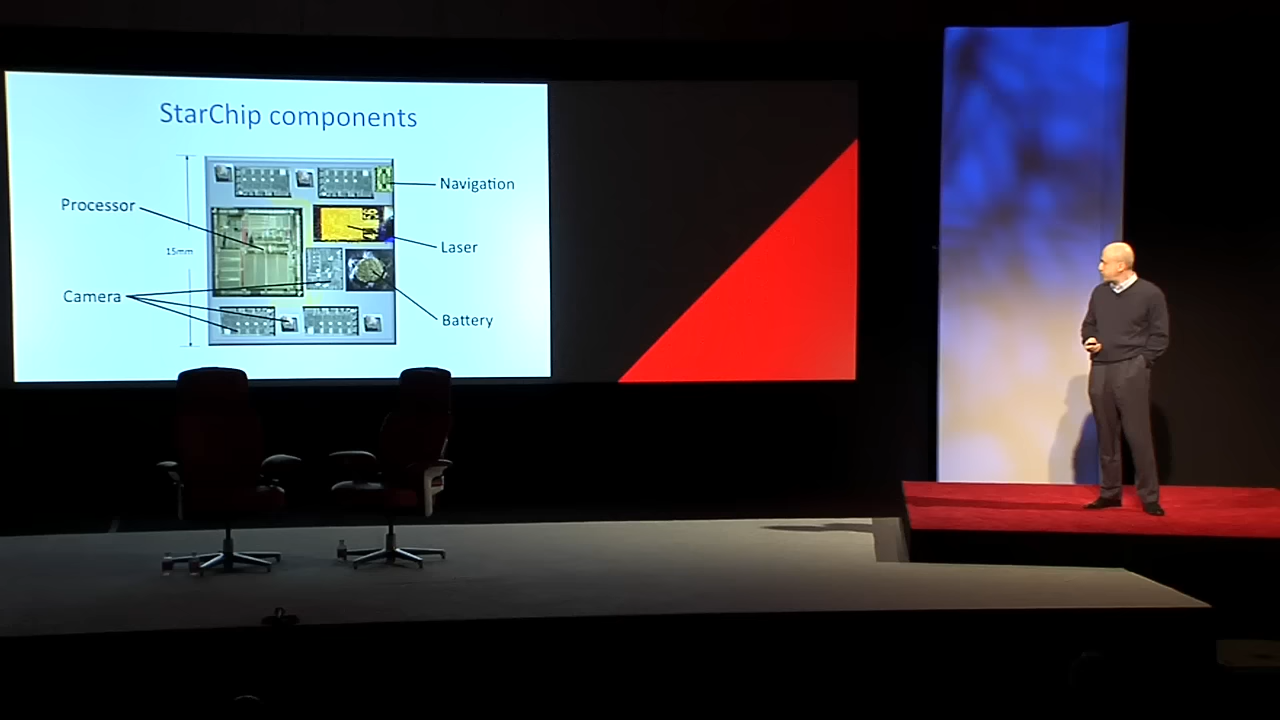 StarChip components
Navigation
Processor
Laser
15mm
Camera
Battery